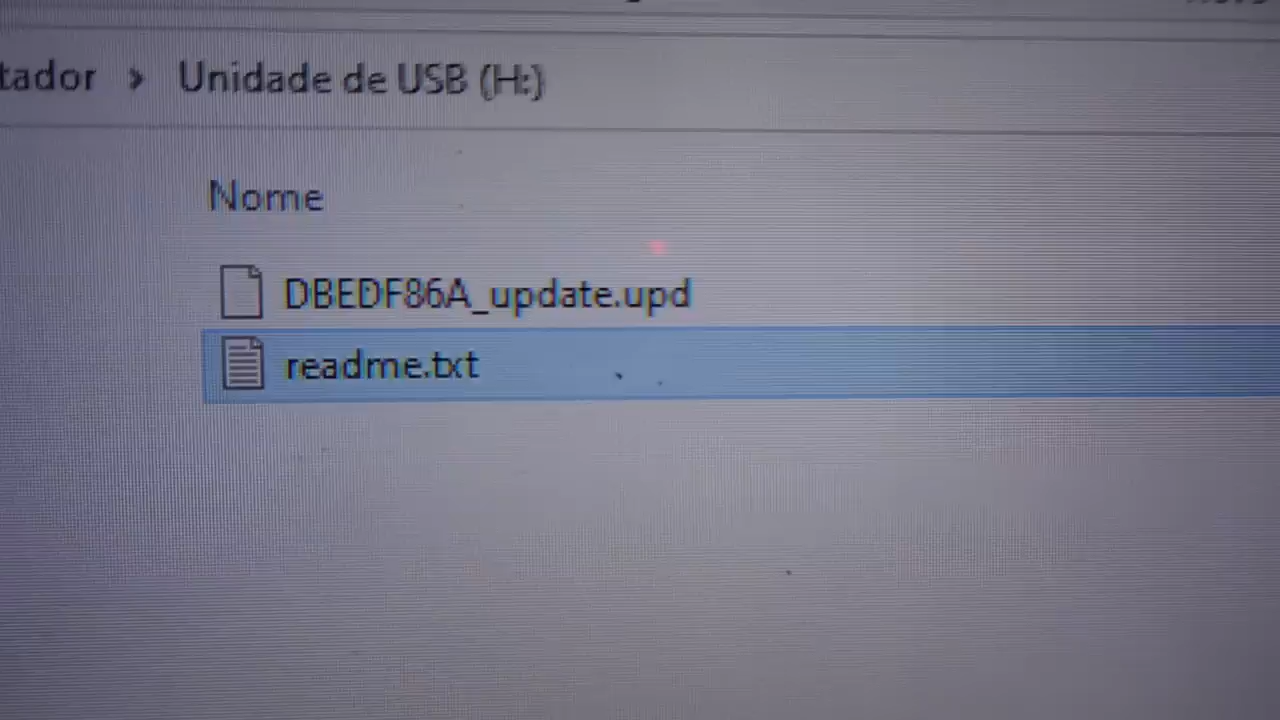 tador › Unidade de USB (H:)
Nome
DBEDF86A_update.upd
readme.txt